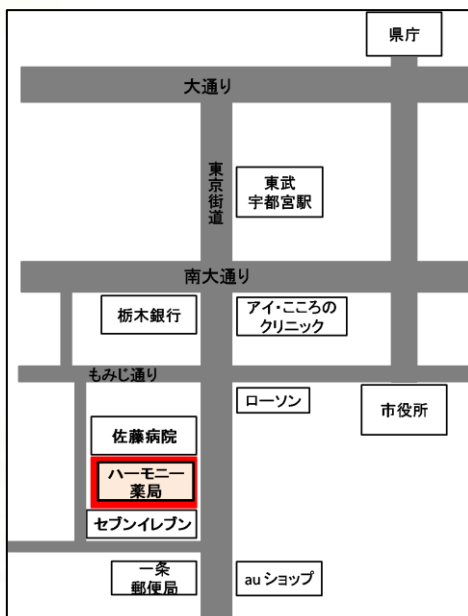 県庁
大通り
東京街道
東武
宇都宮駅
南大通り
栃木銀行
アイ・こころの
クリニック
もみじ通り
ローソン
市役所
佐藤病院
ハーモニー
薬局
セブンイレブン
一条
郵便局
auショップ